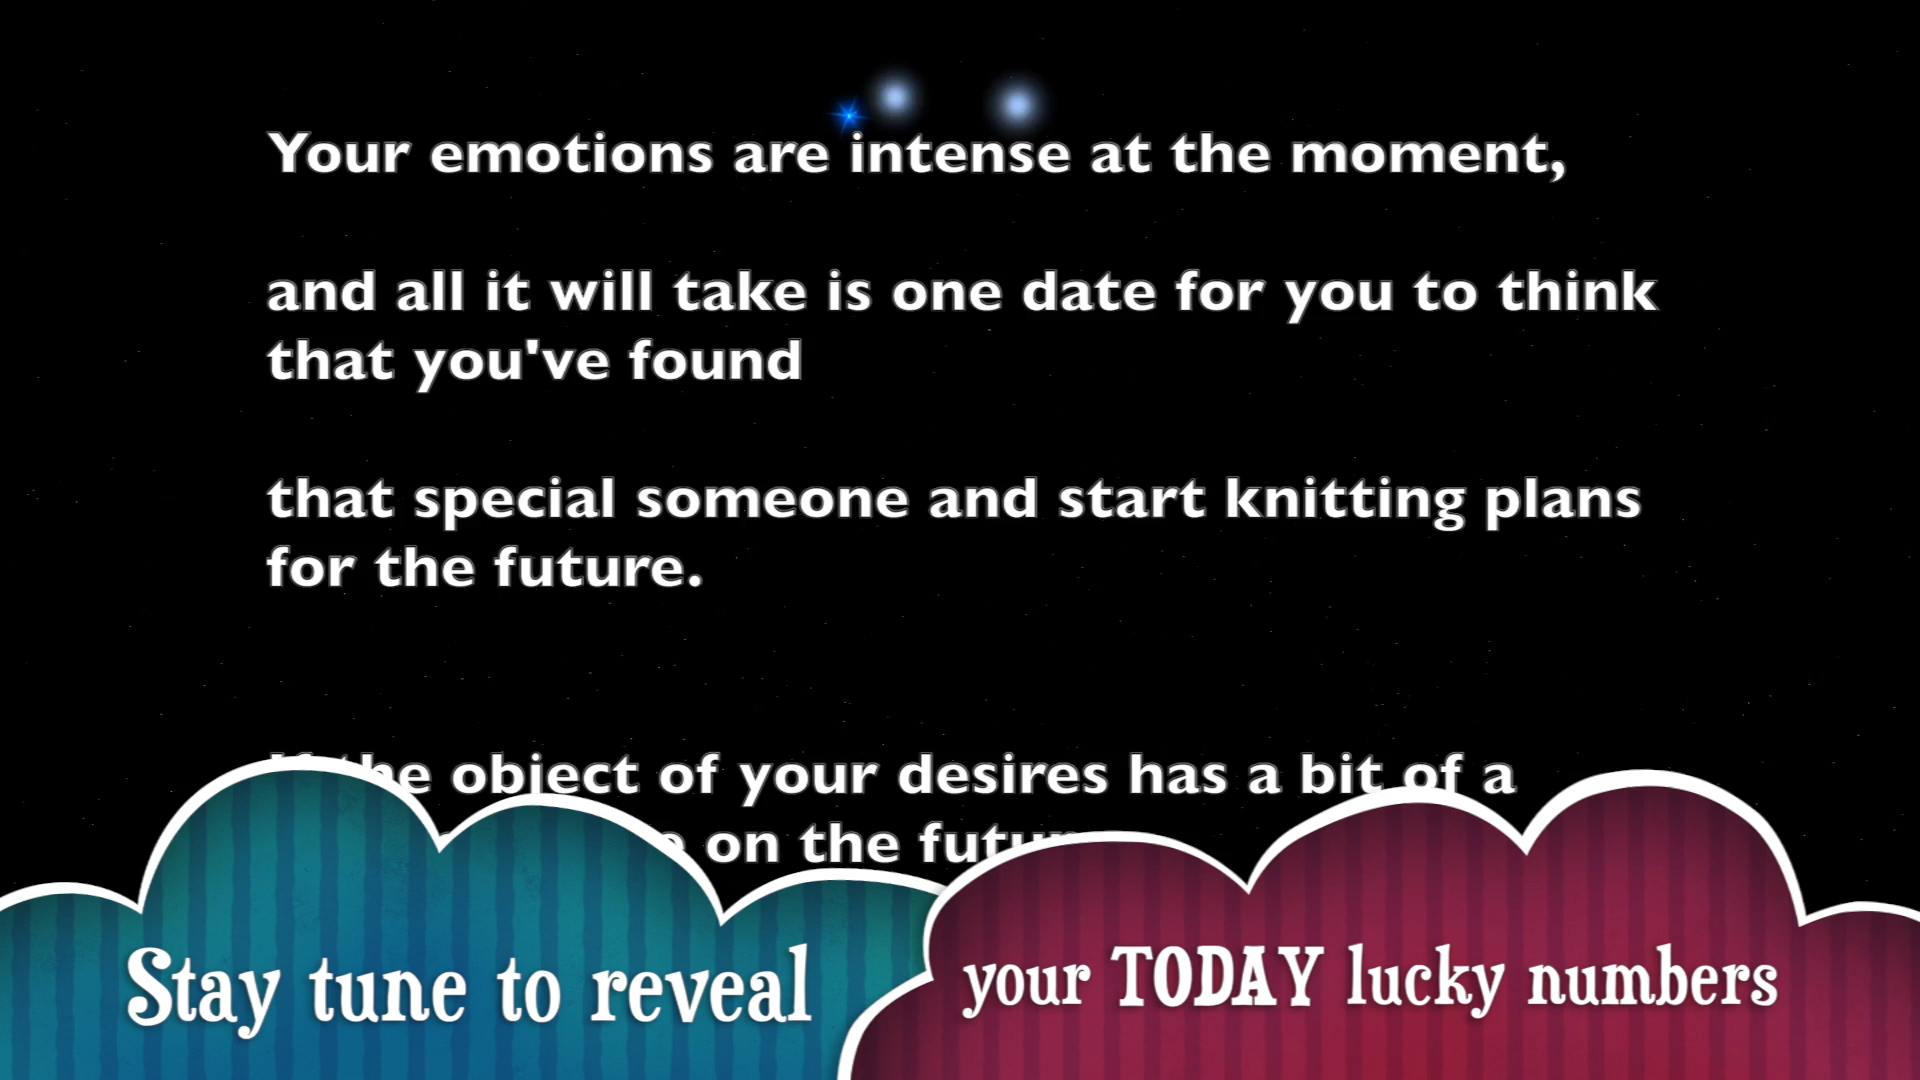 Your emotions are intense at the moment,
and all it will take is one date for you to think
that you've found
that special someone and start knitting plans
for the future.
the object of your desires has a bit of a
on the
Stay tune to reveal
your TODAY lucky numbers